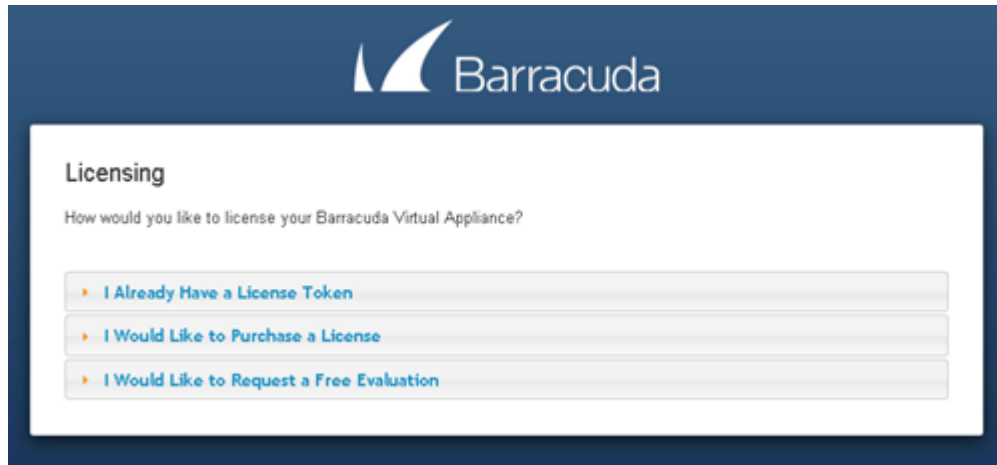 Barracuda
Licensing
How would you like to license your Barracuda Virtual Appliance?
I Already Have a License Token
I Would Like to Purchase a License
I Would Like to Request a Free Evaluation